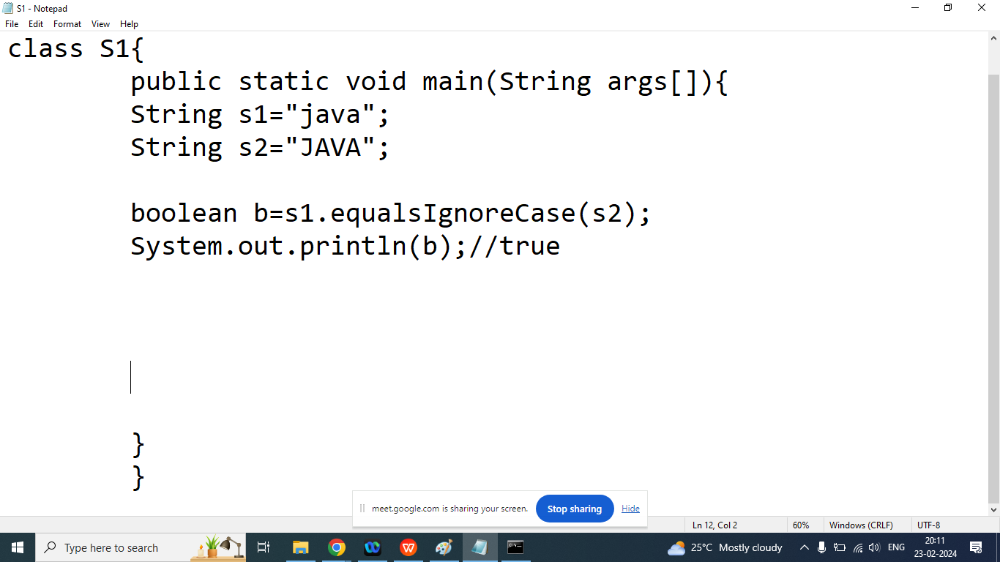 S1 - Notepad
File Edit Format View Help
class S1{
public static void main(String args[]){
String s1="java";
String s2="JAVA";
boolean b=s1.equalsIgnoreCase(s2);
System.out.println(b);//true
}
}
meet.google.com is sharing your screen. Stop sharing Hide
Ln 12, Col 2 60% Windows (CRLF) UTF-8
Type here to search 25°C Mostly cloudy ENG 20:11
23-02-2024